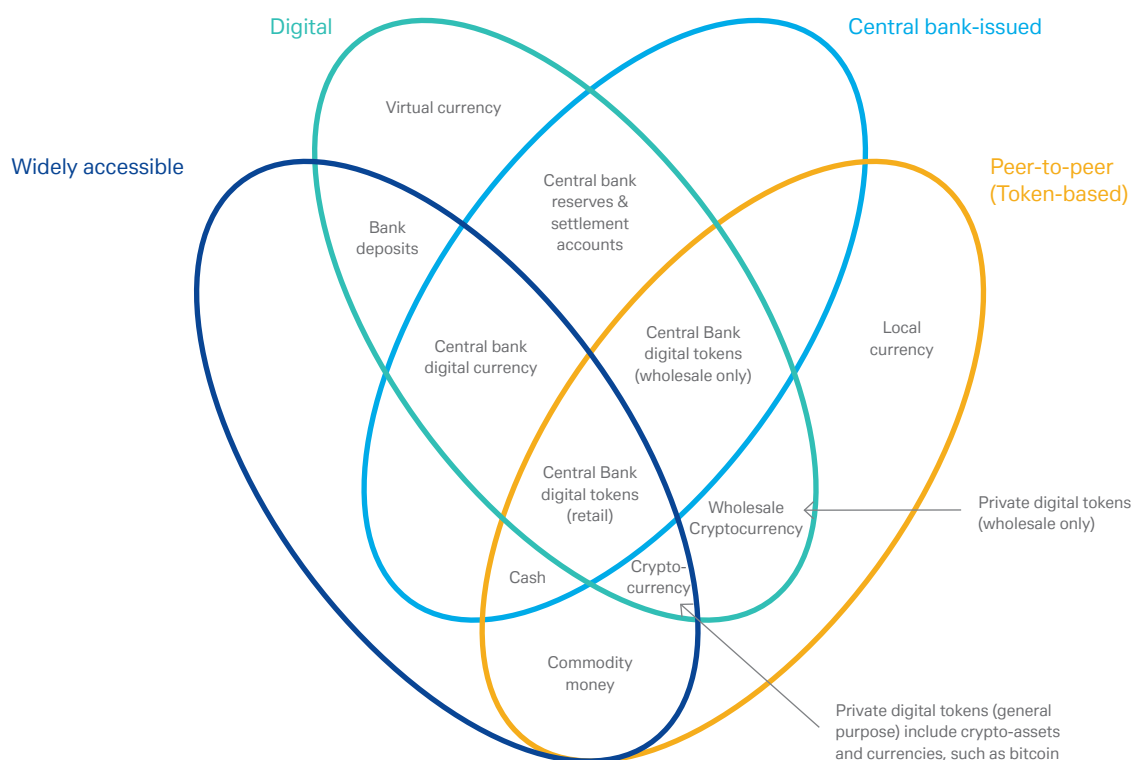 Digital
Central bank-issued
Virtual currency
Widely accessible
Peer-to-peer
(Token-based)
Central bank
reserves &
settlement
accounts
Bank
deposits
Central bank
digital currency
Central Bank
digital tokens
(wholesale only)
Local
currency
Central Bank
digital tokens
(retail)
Wholesale
Cryptocurrency
Private digital tokens
(wholesale only)
Cash
Crypto-
currency
Commodity
money
Private digital tokens (general
purpose) include crypto-assets
and currencies, such as bitcoin